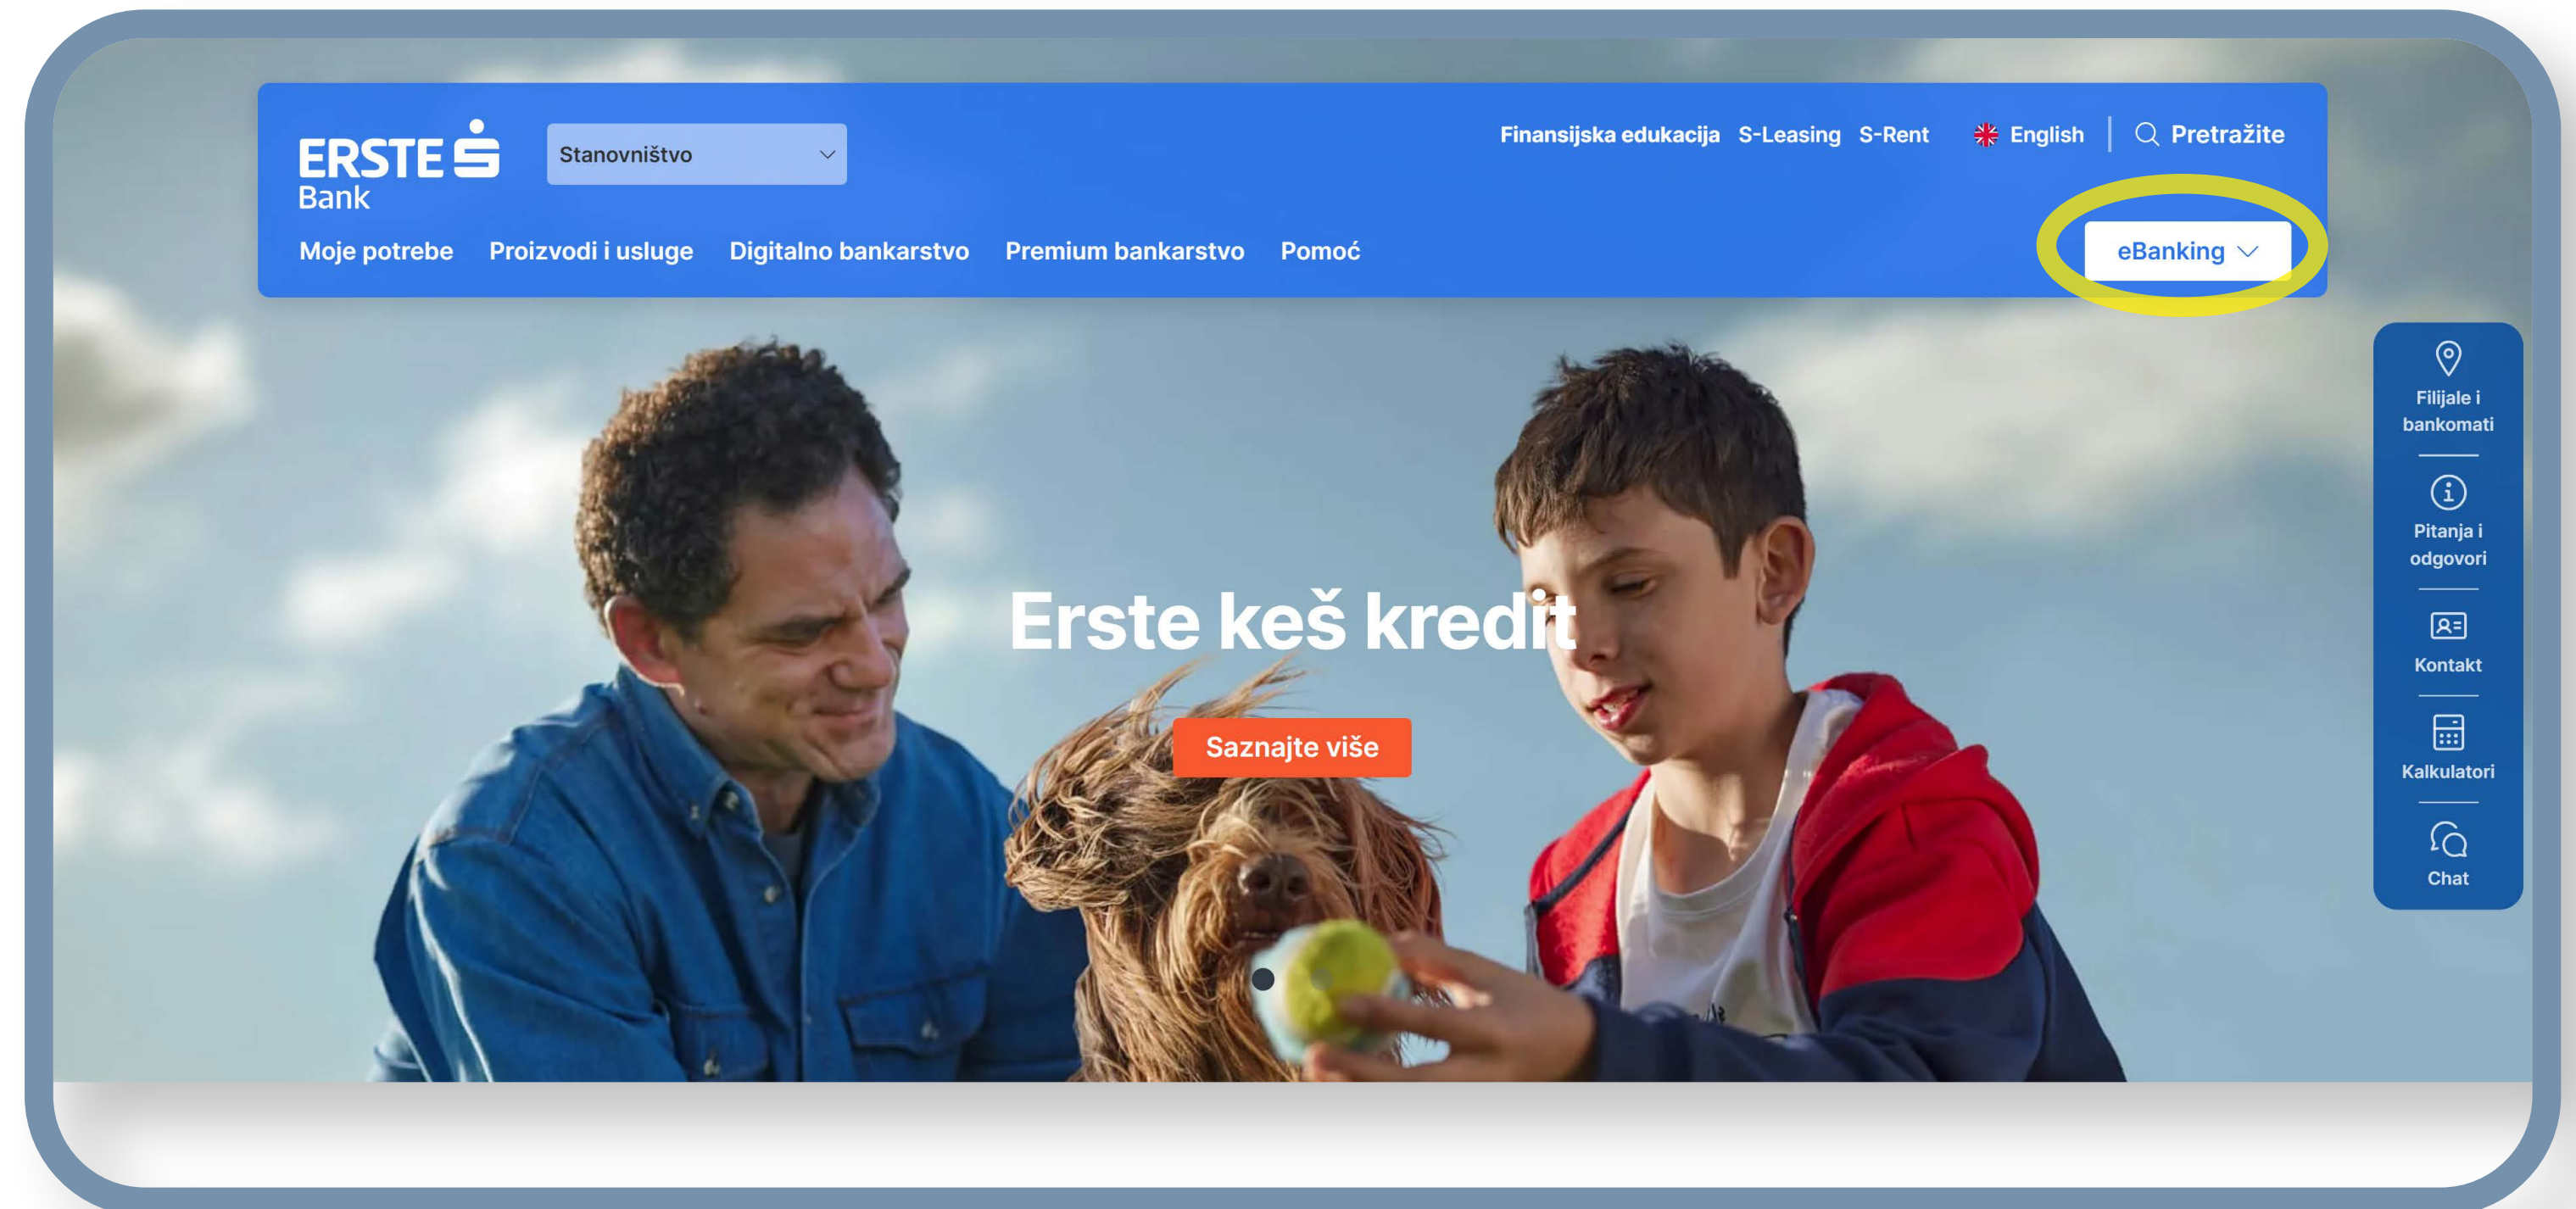 ERSTE
Bank
Stanovništvo
Finansijska edukacija S-Leasing S-Rent English Pretražite
Moje potrebe Proizvodi i usluge Digitalno bankarstvo Premium bankarstvo Pomoć eBanking
Filijale i
bankomati
Pitanja i
odgovori
Kontakt
Kalkulatori
Chat
Erste keš kredit
Saznajte više